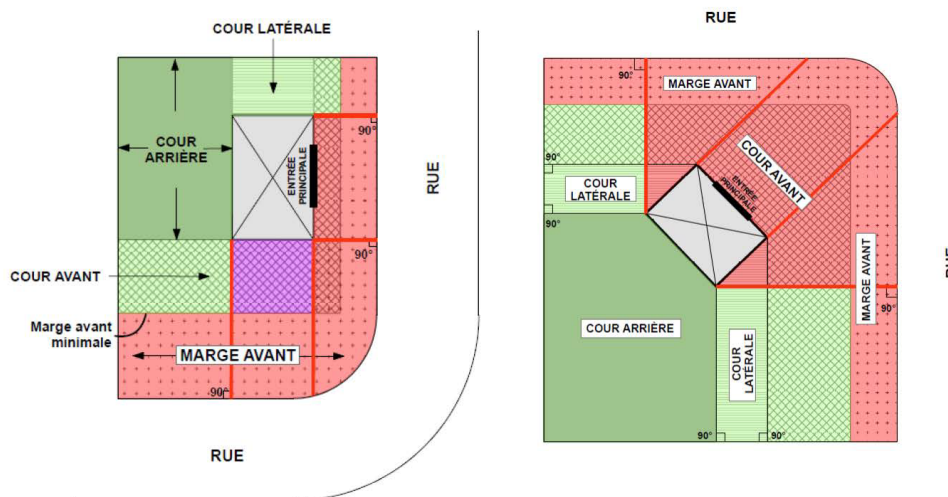 COUR LATÉRALE
COUR
ARRIÈRE
ENTRÉE
PRINCIPALE
90°
RUE
90°
COUR AVANT
Marge avant
minimale
MARGE AVANT
90°
RUE
RUE
90°
MARGE AVANT
90°
COUR AVANT
ENTRÉE
PRINCIPALE
COUR
LATÉRALE
90°
RUE
MARGE AVANT
90°
COUR ARRIÈRE
COUR
LATÉRALE
90°
90°